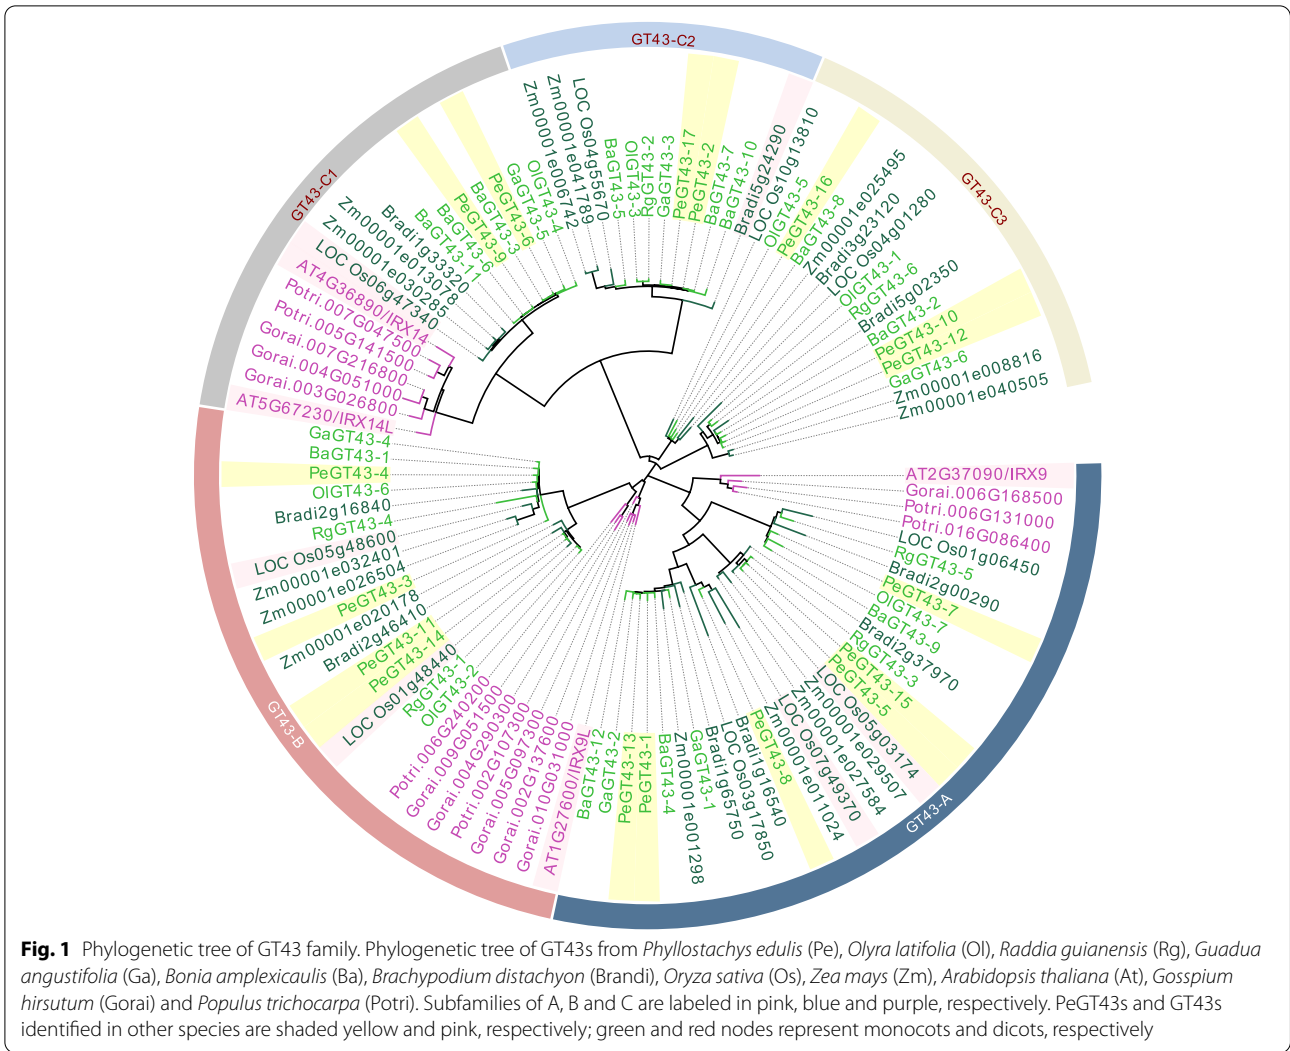 GT43-C2
GT43-C3
GT43-A
GT43-B
GT43-C1
Zm00001e006742
Zm00001e041789
LOC Os04g55670
BaGT43-5
OlGT43-3
RgGT43-2
GaGT43-3
PeGT43-17
PeGT43-2
BaGT43-7
BaGT43-10
Bradi5g24290
LOC Os10g13810
OlGT43-5
PeGT43-16
BaGT43-8
Zm00001e025495
Bradi3g23120
LOC Os04g01280
OlGT43-1
RgGT43-6
Bradi5g02350
BaGT43-2
PeGT43-10
PeGT43-12
GaGT43-6
Zm00001e008816
Zm00001e040505
AT2G37090/IRX9
Gorai.006G168500
Potri.006G131000
Potri.016G086400
LOC Os01g06450
RgGT43-5
Bradi2g00290
PeGT43-7
OlGT43-7
BaGT43-9
Bradi2g37970
RgGT43-3
PeGT43-15
PeGT43-5
LOC Os05g03174
Zm00001e029507
Zm00001e027584
LOC Os07g49370
Zm00001e011024
PeGT43-8
Bradi1g16540
LOC Os03g17850
Bradi1g65750
GaGT43-1
Zm00001e001298
BaGT43-4
PeGT43-1
PeGT43-13
GaGT43-2
BaGT43-12
AT1G27600/IRX9L
Gorai.010G031000
Gorai.002G137600
Gorai.005G097300
Potri.002G107300
Gorai.004G290300
Gorai.009G051500
Potri.006G240200
OlGT43-2
RgGT43-1
LOC Os01g48440
PeGT43-14
PeGT43-11
Bradi2g46410
Zm00001e020178
PeGT43-3
Zm00001e026504
Zm00001e032401
LOC Os05g48600
RgGT43-4
Bradi2g16840
OlGT43-6
PeGT43-4
BaGT43-1
GaGT43-4
AT5G67230/IRX14L
Gorai.003G026800
Gorai.004G051000
Gorai.007G216800
Potri.005G141500
Potri.007G047500
AT4G36890/IRX14
LOC Os06g47340
Zm00001e030285
Zm00001e013078
Bradi1g33320
BaGT43-11
BaGT43-6
PeGT43-9
BaGT43-3
PeGT43-6
GaGT43-5
OlGT43-4
Fig. 1 Phylogenetic tree of GT43 family. Phylogenetic tree of GT43s from Phyllostachys edulis (Pe), Olyra latifolia (Ol), Raddia guianensis (Rg), Guadua
angustifolia (Ga), Bonia amplexicaulis (Ba), Brachypodium distachyon (Brandi), Oryza sativa (Os), Zea mays (Zm), Arabidopsis thaliana (At), Gosspium
hirsutum (Gorai) and Populus trichocarpa (Potri). Subfamilies of A, B and C are labeled in pink, blue and purple, respectively. PeGT43s and GT43s
identified in other species are shaded yellow and pink, respectively; green and red nodes represent monocots and dicots, respectively